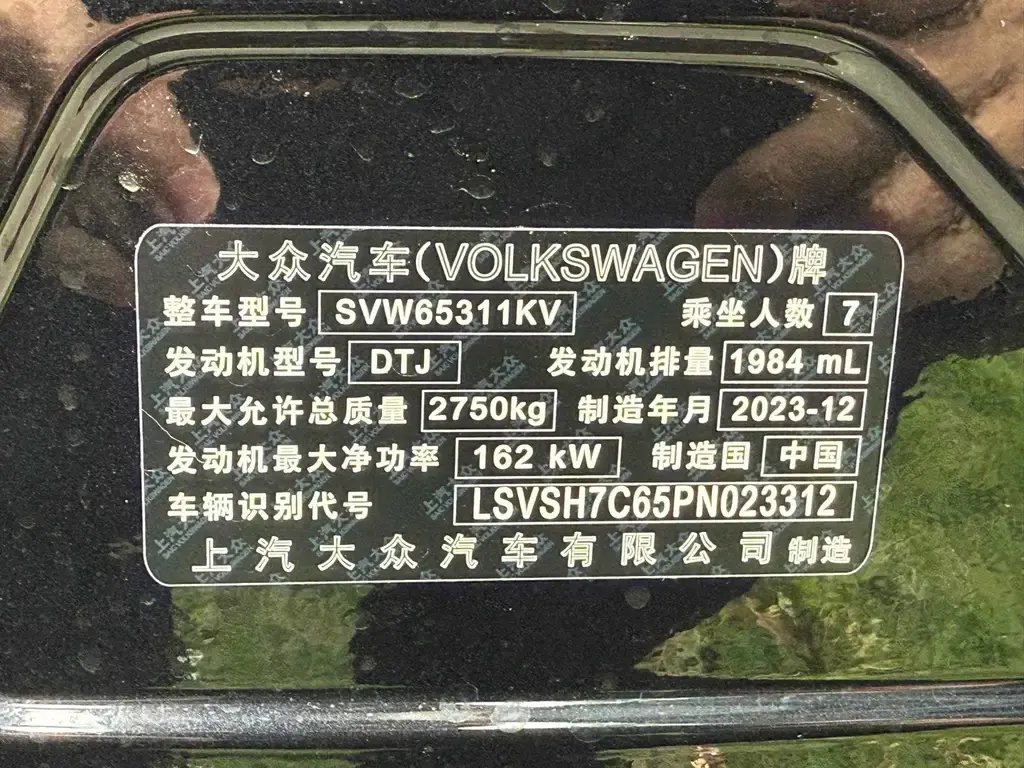 大众汽车(VOLKSWAGEN)牌
整车型号 SVW65311KV 乘坐人数 7
发动机型号 DTJ 发动机排量 1984 mL
最大允许总质量 2750kg 制造年月 2023-12
发动机最大净功率 162 kW 制造国 中国
车辆识别代号 LSVSH7C65PN023312
上汽大众汽车有限公司 制造